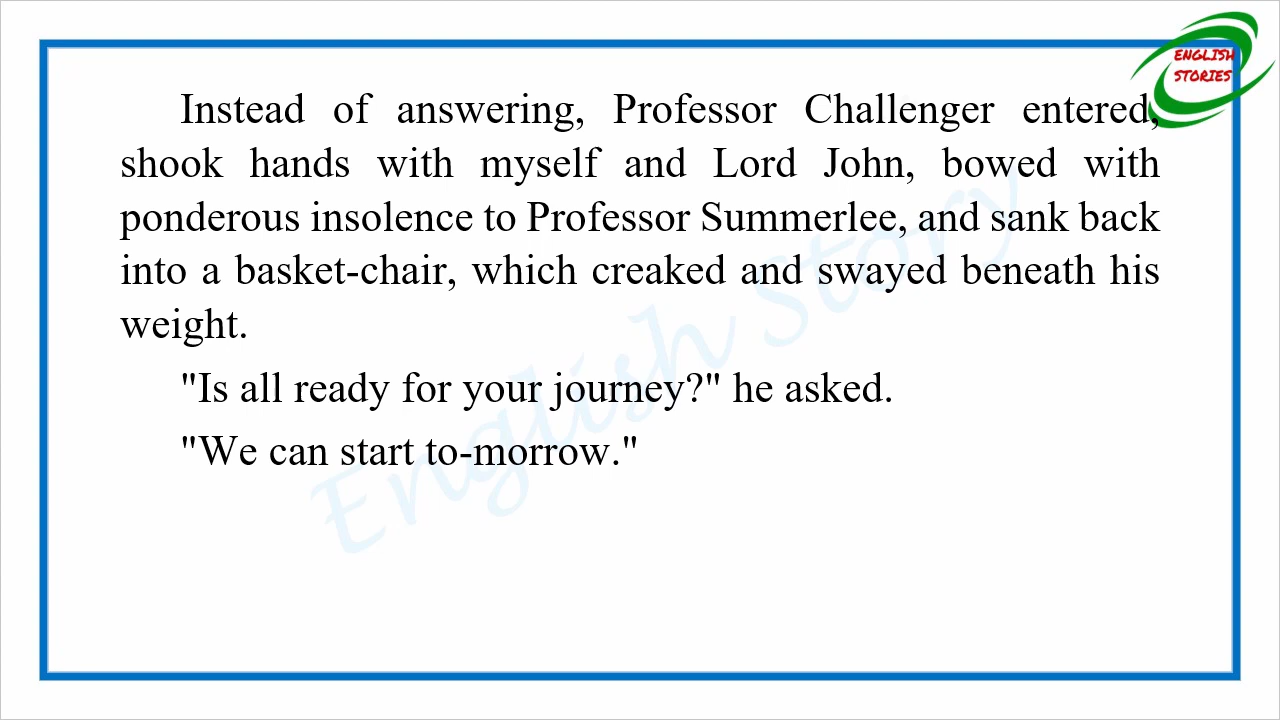 ENGLISH
STORIES
Instead of answering, Professor Challenger entered,
shook hands with myself and Lord John, bowed with
ponderous insolence to Professor Summerlee, and sank back
into a basket-chair, which creaked and swayed beneath his
weight.
"Is all ready for your journey?" he asked.
"We can start to-morrow."
English Story